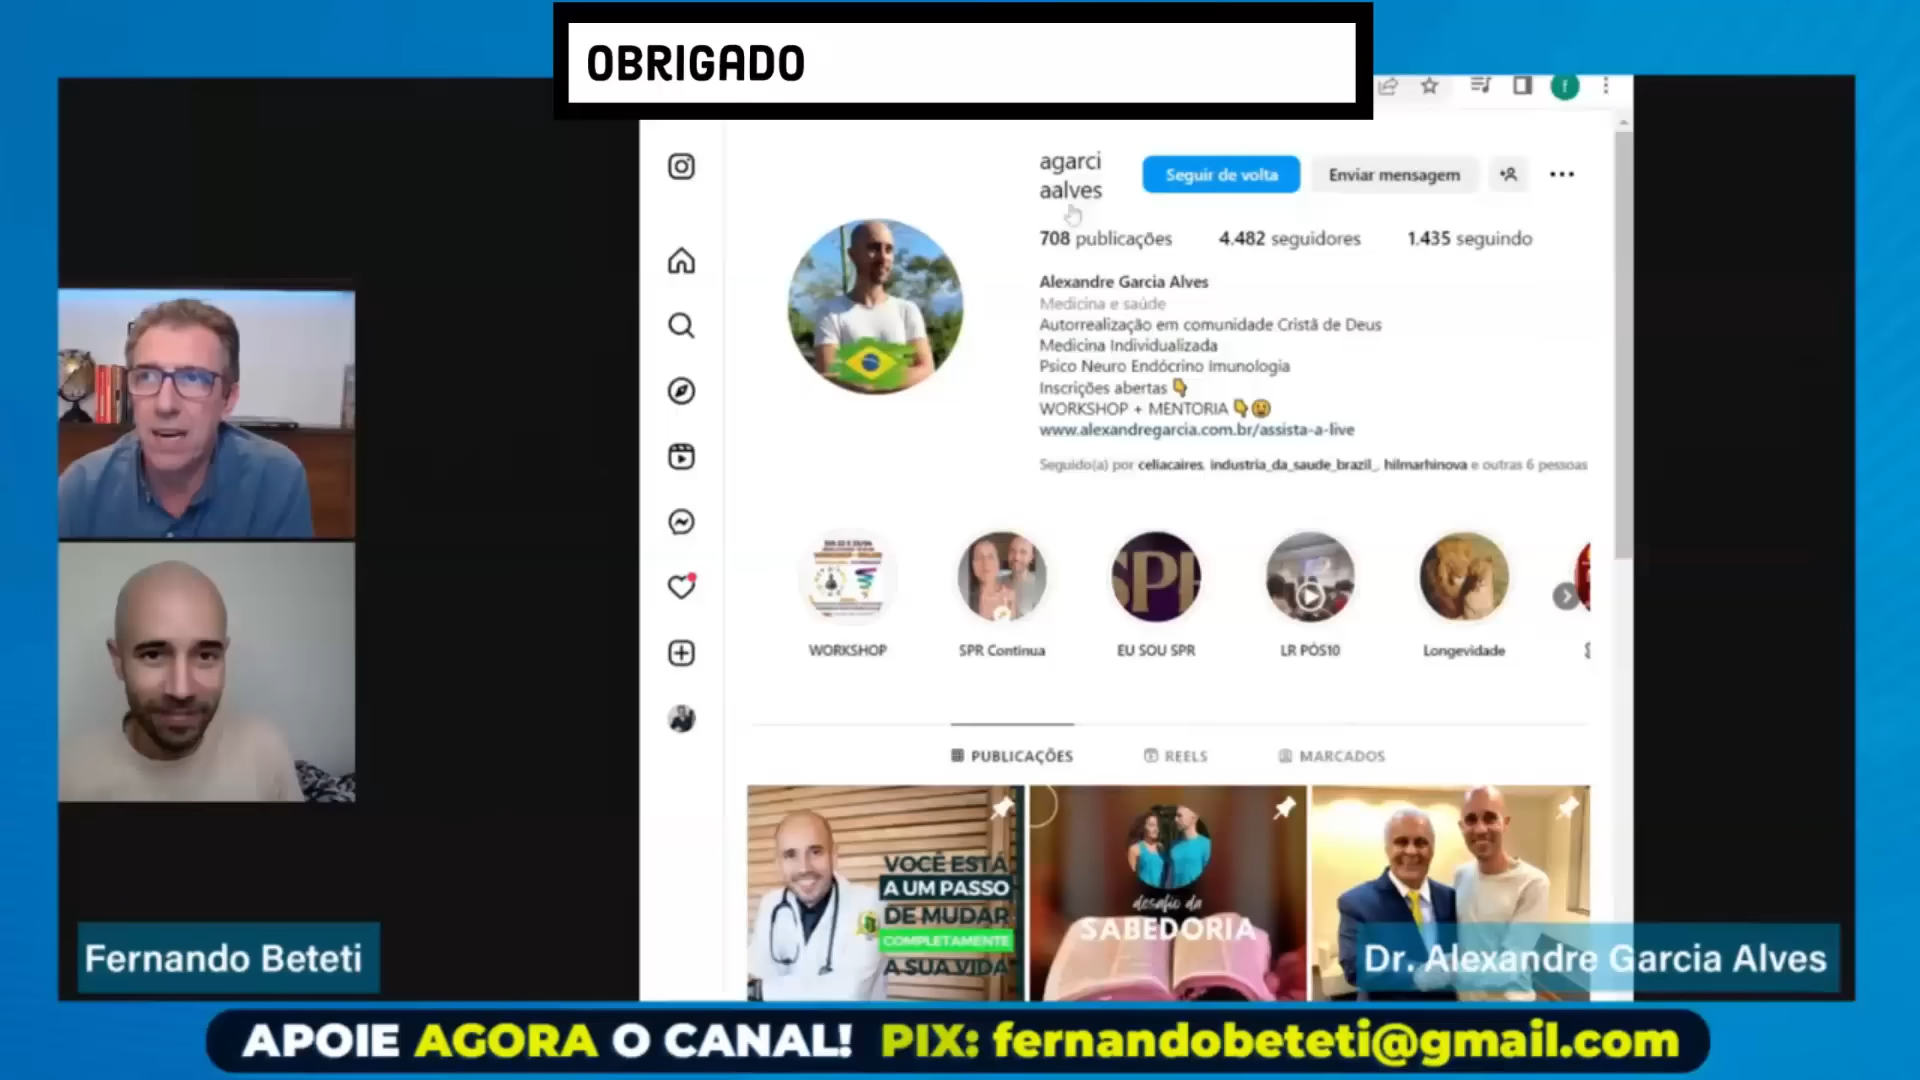 OBRIGADO
agarci
aalves
Seguir de volta
Enviar mensagem
708 publicações
4.482 seguidores
1.435 seguindo
Alexandre Garcia Alves
Medicina e saúde
Autorrealização em comunidade Cristã de Deus
Medicina Individualizada
Psico Neuro Endócrino Imunologia
Inscrições abertas 👇
WORKSHOP + MENTORIA 👇
www.alexandregarcia.com.br/assista-a-live
Seguido(a) por celiacaires, industria_da_saude_brazil_, hilmarhinova e outras 6 pessoas
SPR
WORKSHOP
SPR Continua
EU SOU SPR
LR PÓS10
Longevidade
PUBLICAÇÕES
REELS
MARCADOS
VOCÊ ESTÁ
A UM PASSO
DE MUDAR
COMPLETAMENTE
A SUA VIDA
desafio da
SABEDORIA
Fernando Beteti
Dr. Alexandre Garcia Alves
APOIE AGORA O CANAL! PIX: fernandobeteti@gmail.com